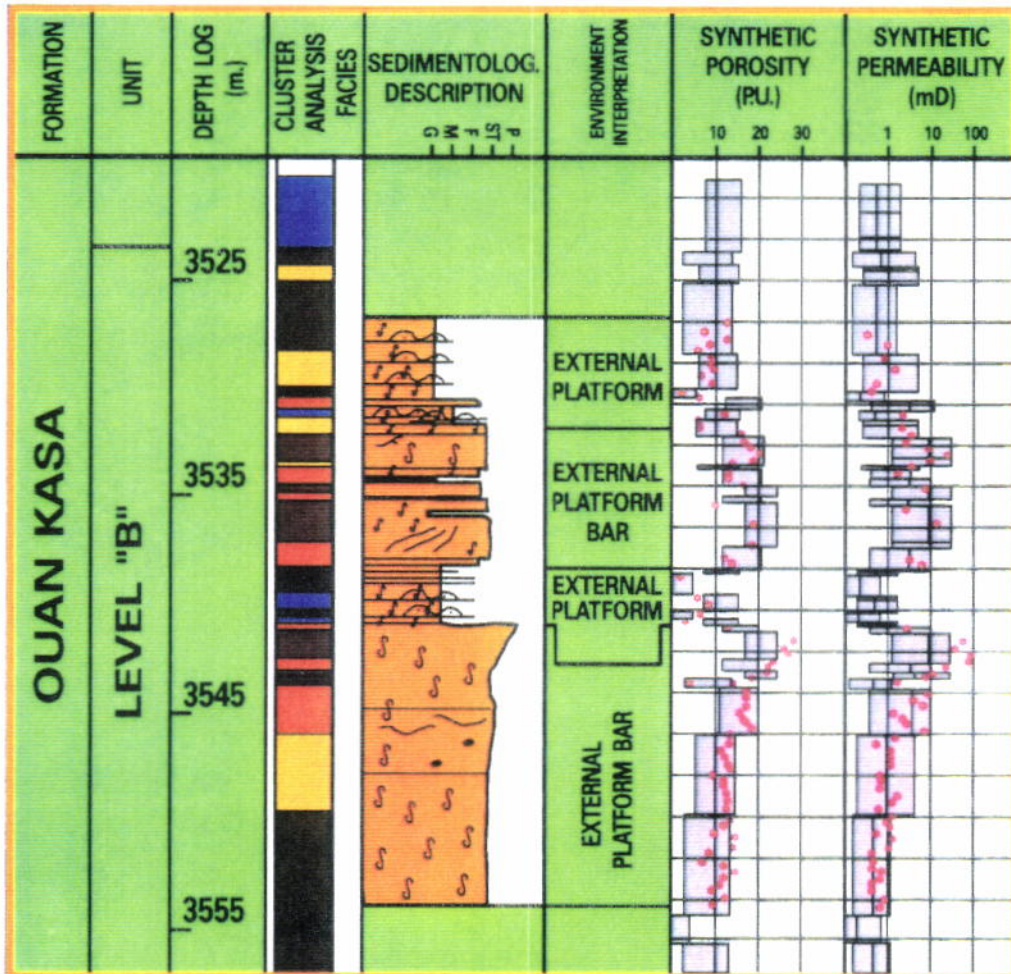 FORMATION
UNIT
DEPTH LOG
(m.)
CLUSTER
ANALYSIS
FACIES
SEDIMENTOLOG.
DESCRIPTION
G M F ST P
ENVIRONMENT
INTERPRETATION
SYNTHETIC
POROSITY
(P.U.)
10 20 30
SYNTHETIC
PERMEABILITY
(mD)
1 10 100
OUAN KASA
LEVEL "B"
3525
3535
3545
3555
EXTERNAL
PLATFORM
EXTERNAL
PLATFORM
BAR
EXTERNAL
PLATFORM
EXTERNAL
PLATFORM BAR